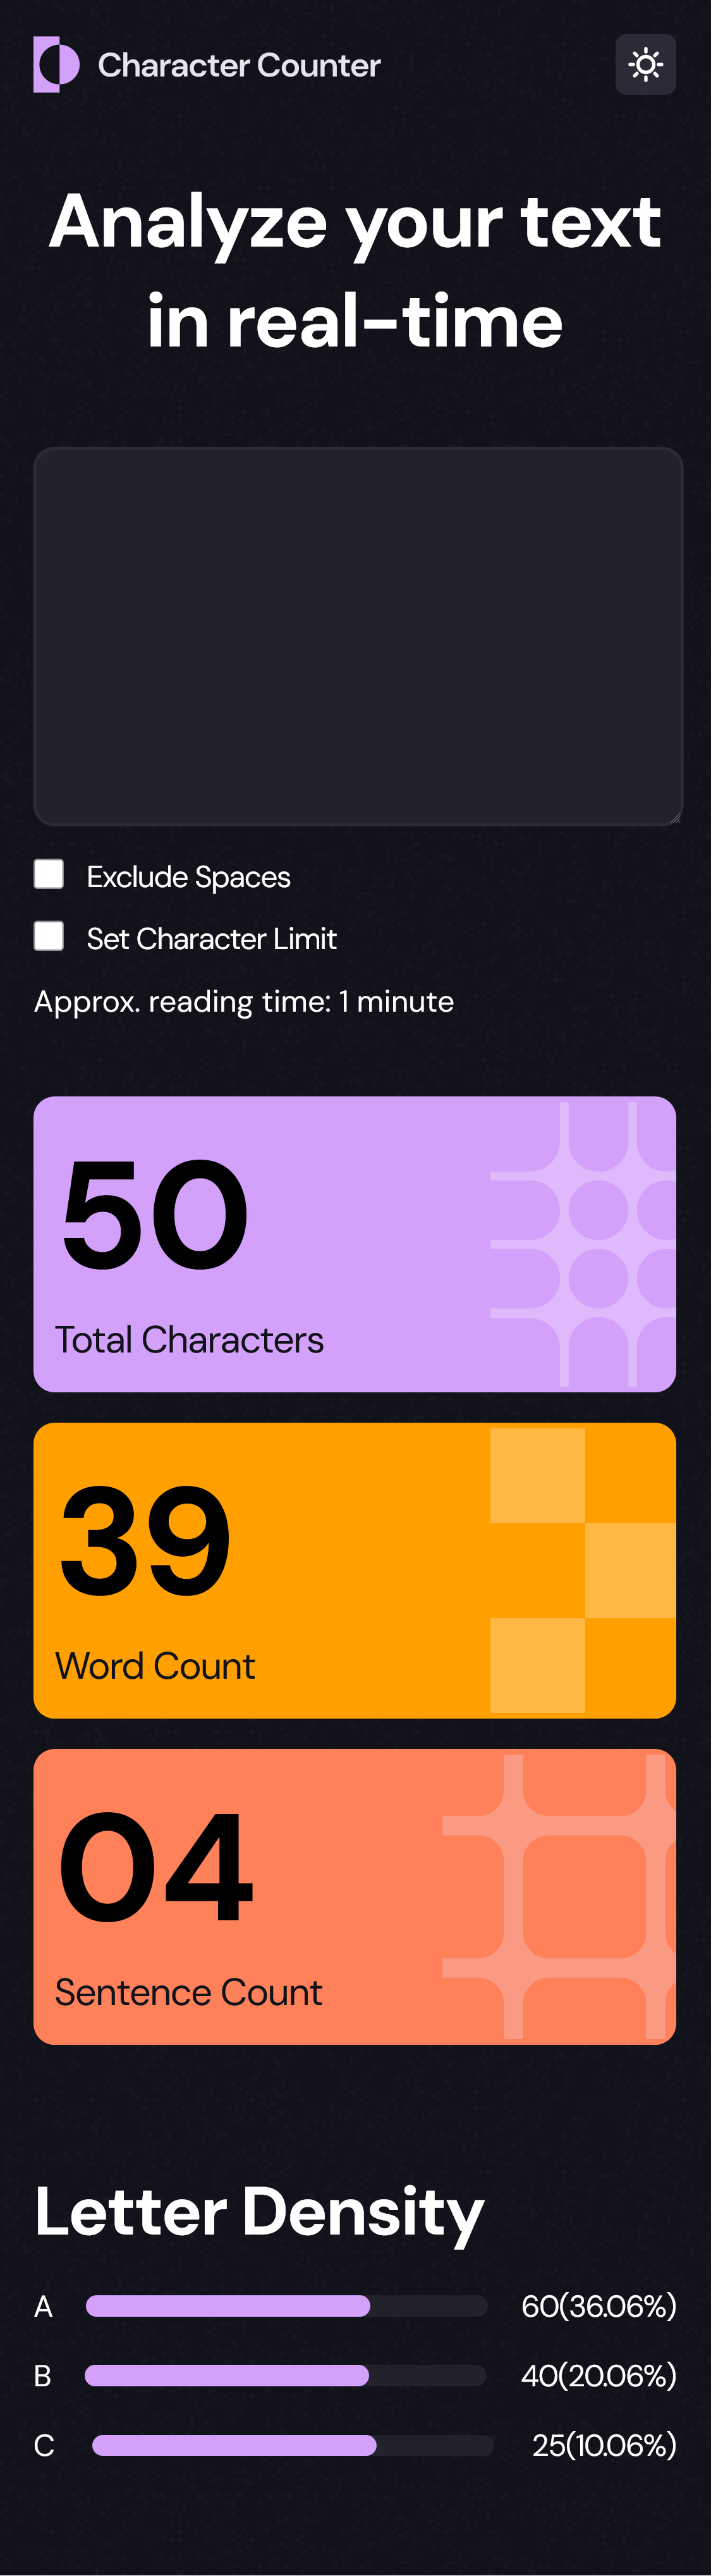 Character Counter
Analyze your text
in real-time
Exclude Spaces
Set Character Limit
Approx. reading time: 1 minute
50
Total Characters
39
Word Count
04
Sentence Count
Letter Density
A 60(36.06%)
B 40(20.06%)
C 25(10.06%)